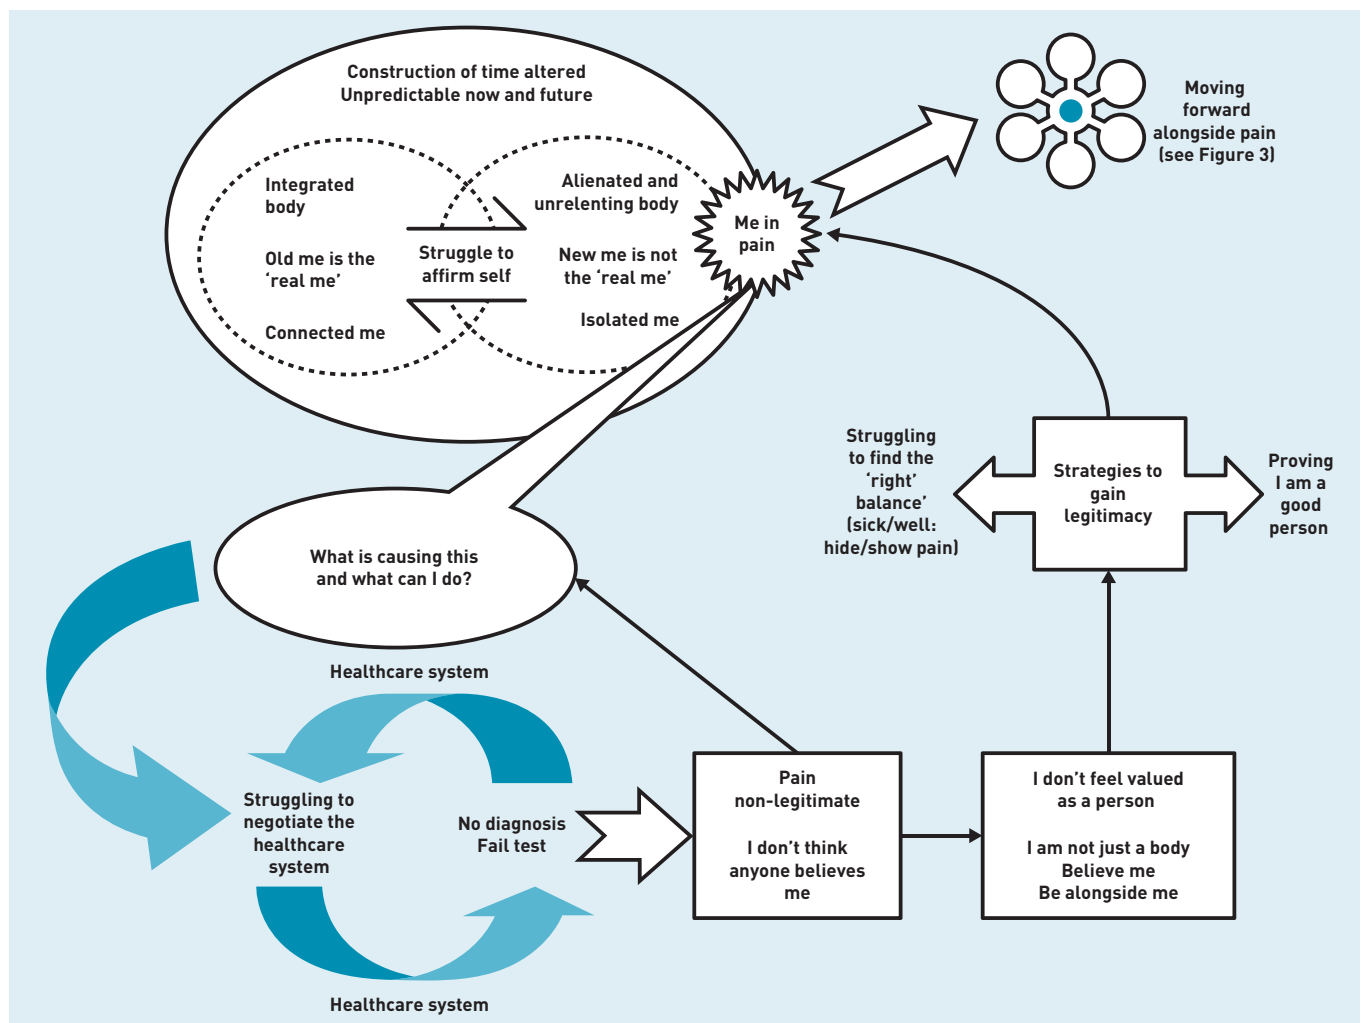 Construction of time altered
Unpredictable now and future
Integrated
body
Old me is the
‘real me’
Connected me
Struggle to
affirm self
Alienated and
unrelenting body
New me is not
the ‘real me’
Isolated me
Me in
pain
Moving
forward
alongside pain
(see Figure 3)
Struggling
to find the
‘right’
balance’
(sick/well:
hide/show pain)
Strategies to
gain
legitimacy
Proving
I am a
good
person
What is causing this
and what can I do?
Healthcare system
Struggling to
negotiate the
healthcare
system
No diagnosis
Fail test
Healthcare system
Pain
non-legitimate
I don’t think
anyone believes
me
I don’t feel valued
as a person
I am not just a body
Believe me
Be alongside me